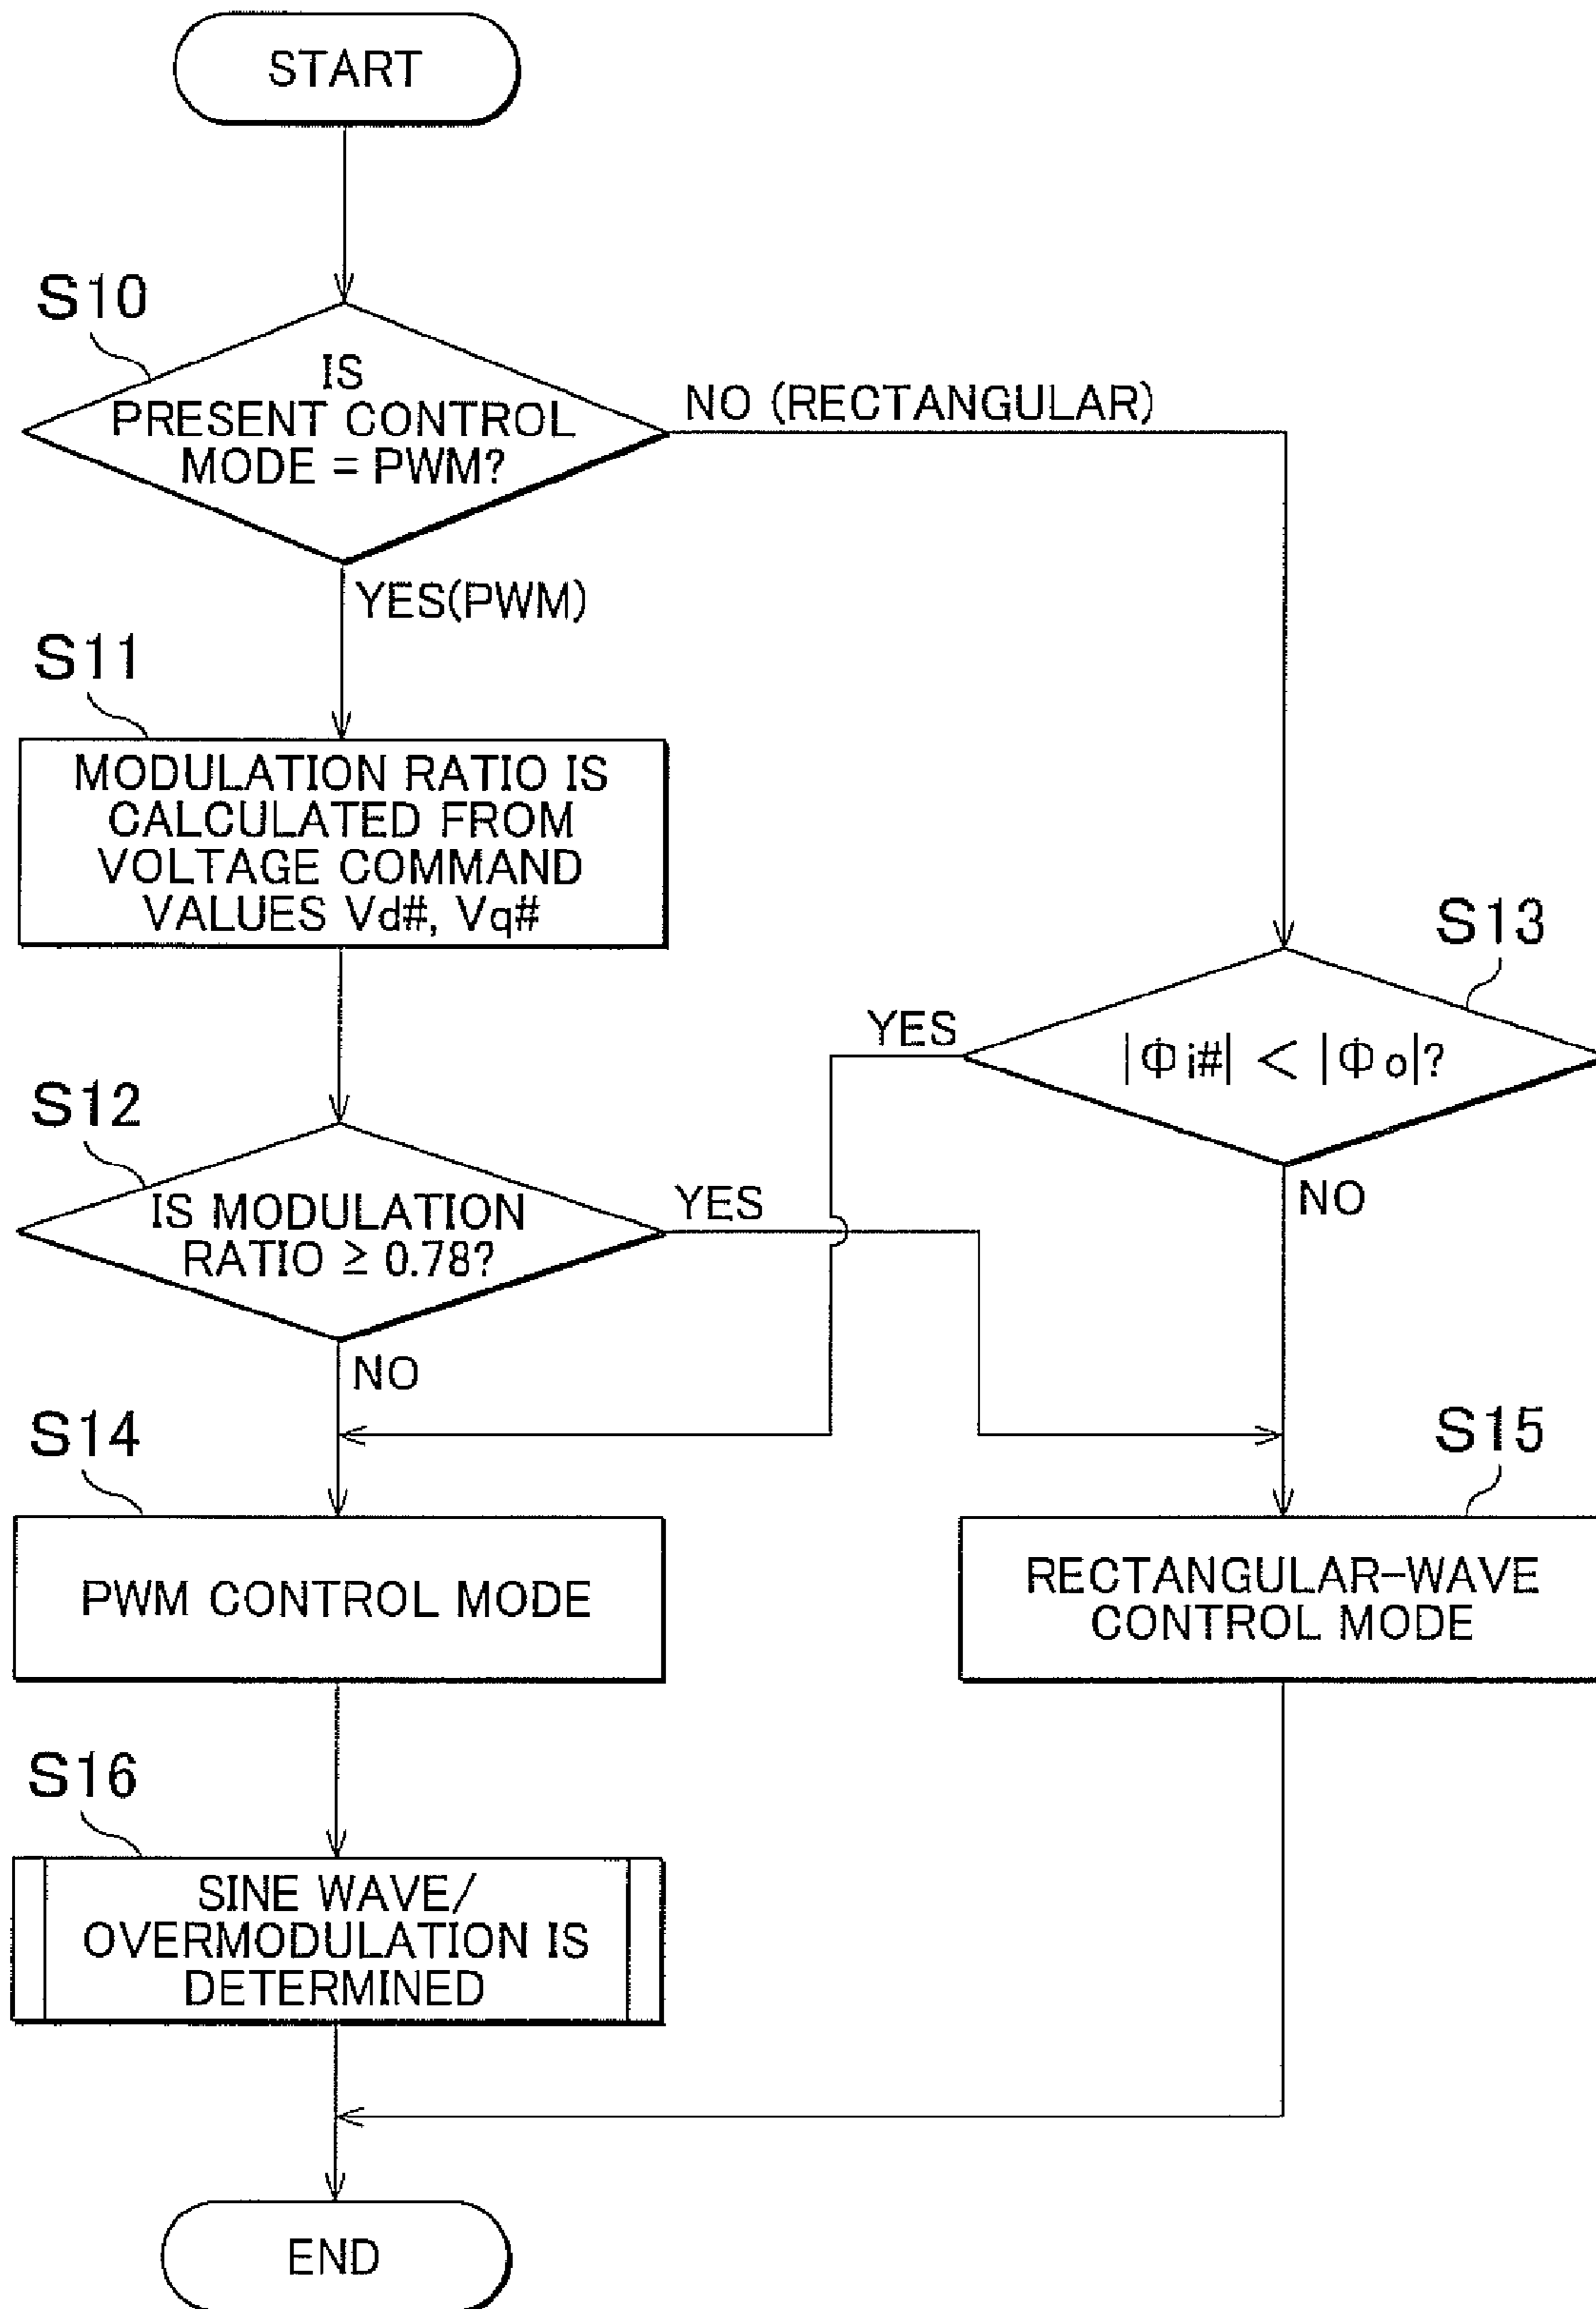 START
S10
IS
PRESENT CONTROL
MODE = PWM?
NO (RECTANGULAR)
YES(PWM)
S11
MODULATION RATIO IS
CALCULATED FROM
VOLTAGE COMMAND
VALUES Vd#, Vq#
S13
|Φi#| < |Φo|?
YES
NO
S12
IS MODULATION
RATIO ≥ 0.78?
YES
NO
S14
PWM CONTROL MODE
S15
RECTANGULAR-WAVE
CONTROL MODE
S16
SINE WAVE/
OVERMODULATION IS
DETERMINED
END